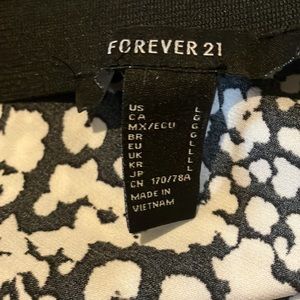 FOREVER 21
US L
CA G
MX/ECU G
BR G
EU L
UK L
KR L
JP L
CN 170/78A
MADE IN
VIETNAM